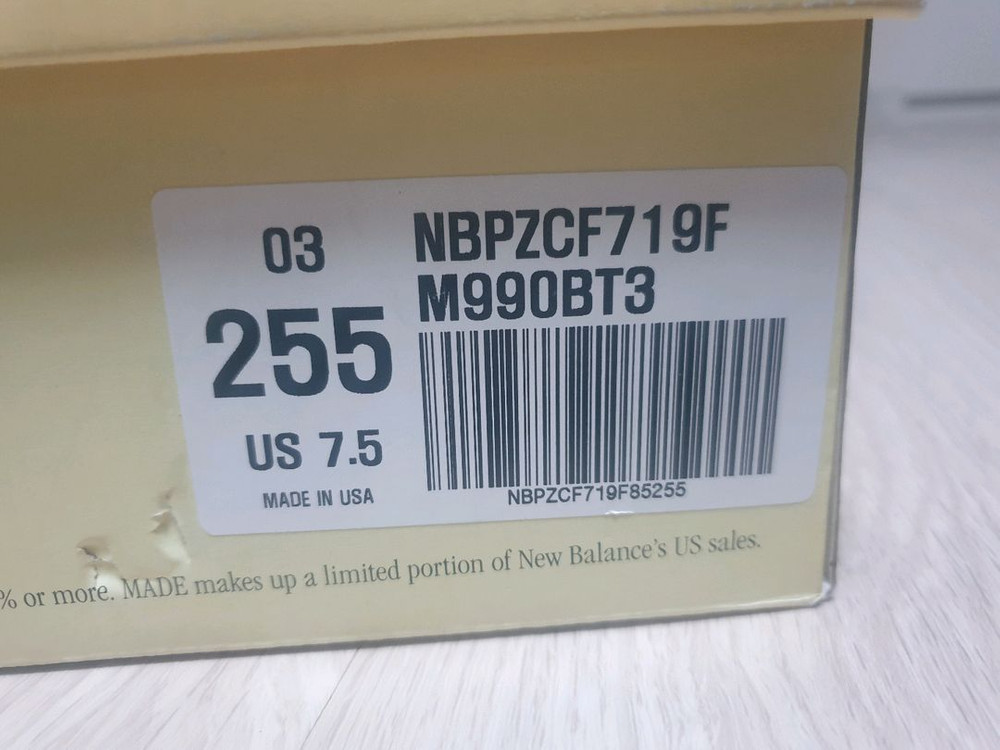 03
255
US 7.5
MADE IN USA
NBPZCF719F
M990BT3
NBPZCF719F85255
% or more. MADE makes up a limited portion of New Balance's US sales.